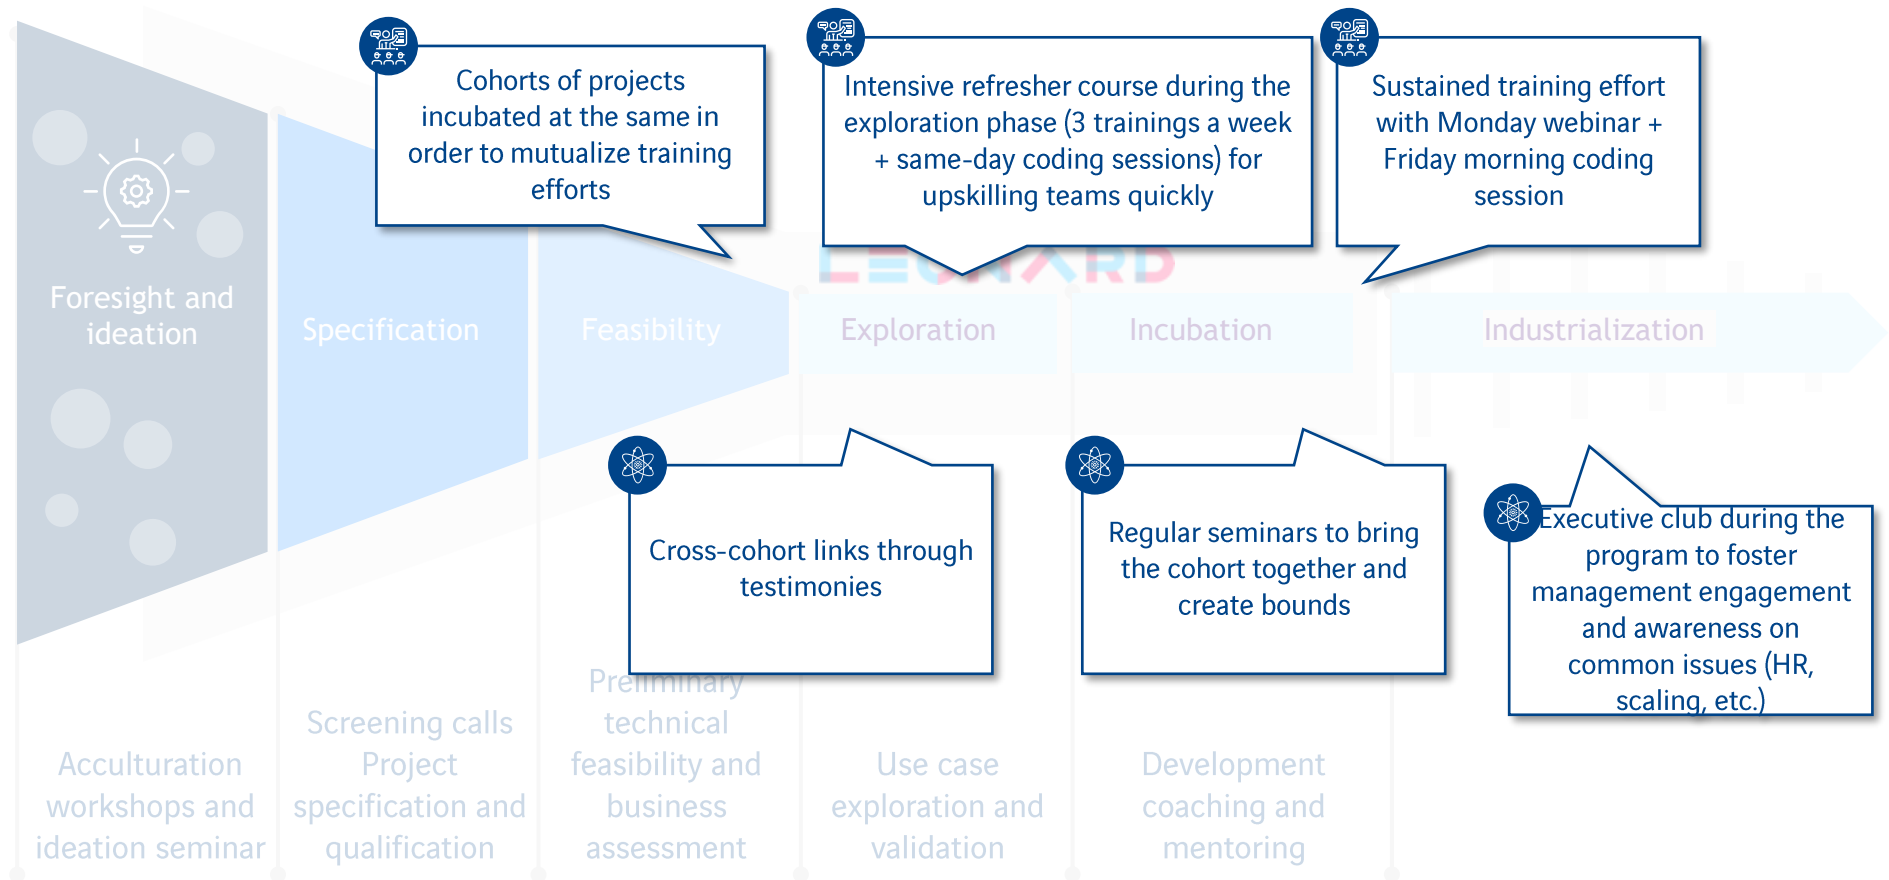 Cohorts of projects
incubated at the same in
order to mutualize training
efforts
Intensive refresher course during the
exploration phase (3 trainings a week
+ same-day coding sessions) for
upskilling teams quickly
Sustained training effort
with Monday webinar +
Friday morning coding
session
LEONARD
Foresight and
ideation
Specification
Feasibility
Exploration
Incubation
Industrialization
Cross-cohort links through
testimonies
Regular seminars to bring
the cohort together and
create bounds
Executive club during the
program to foster
management engagement
and awareness on
common issues (HR,
scaling, etc.)
Acculturation
workshops and
ideation seminar
Screening calls
Project
specification and
qualification
Preliminary
technical
feasibility and
business
assessment
Use case
exploration and
validation
Development
coaching and
mentoring